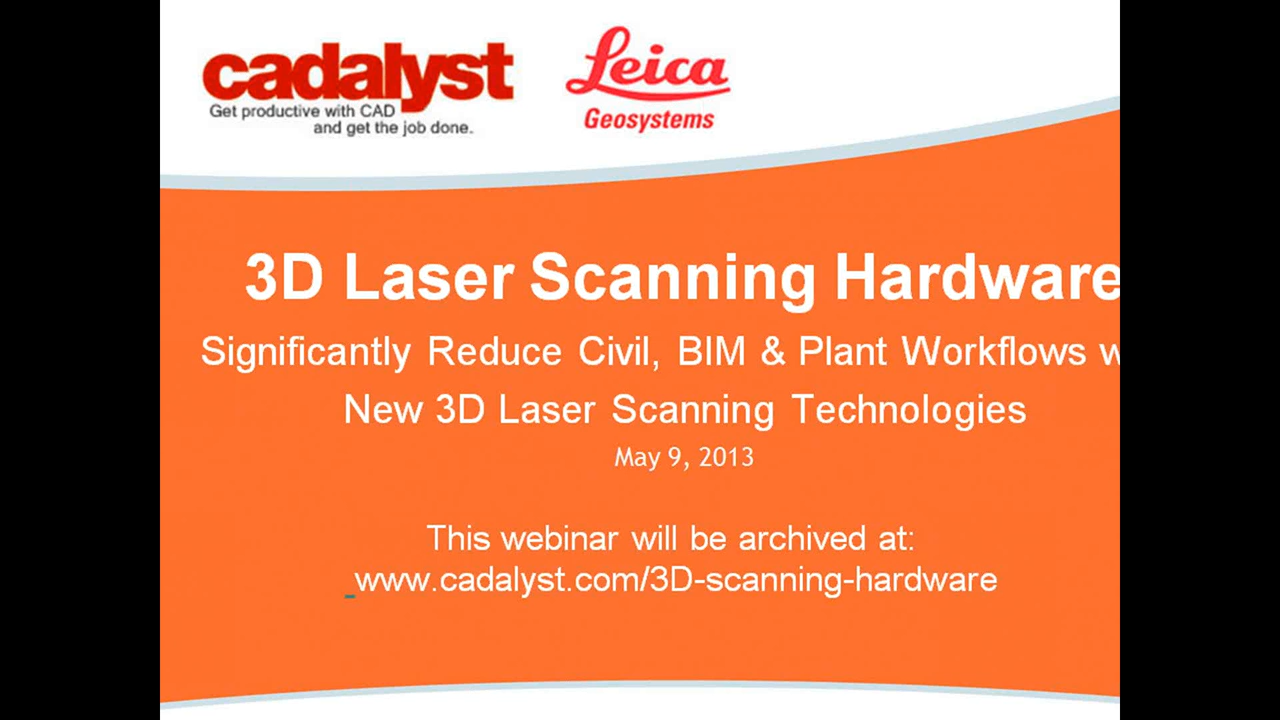 cadalyst
Get productive with CAD
and get the job done.
Leica
Geosystems
3D Laser Scanning Hardware
Significantly Reduce Civil, BIM & Plant Workflows w
New 3D Laser Scanning Technologies
May 9, 2013
This webinar will be archived at:
www.cadalyst.com/3D-scanning-hardware